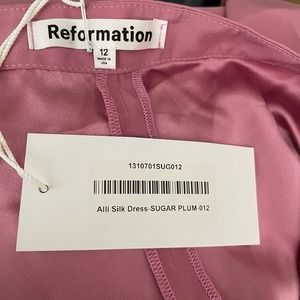 Reformation
12
MADE IN
USA
1310701SUG012
Alli Silk Dress-SUGAR PLUM-012